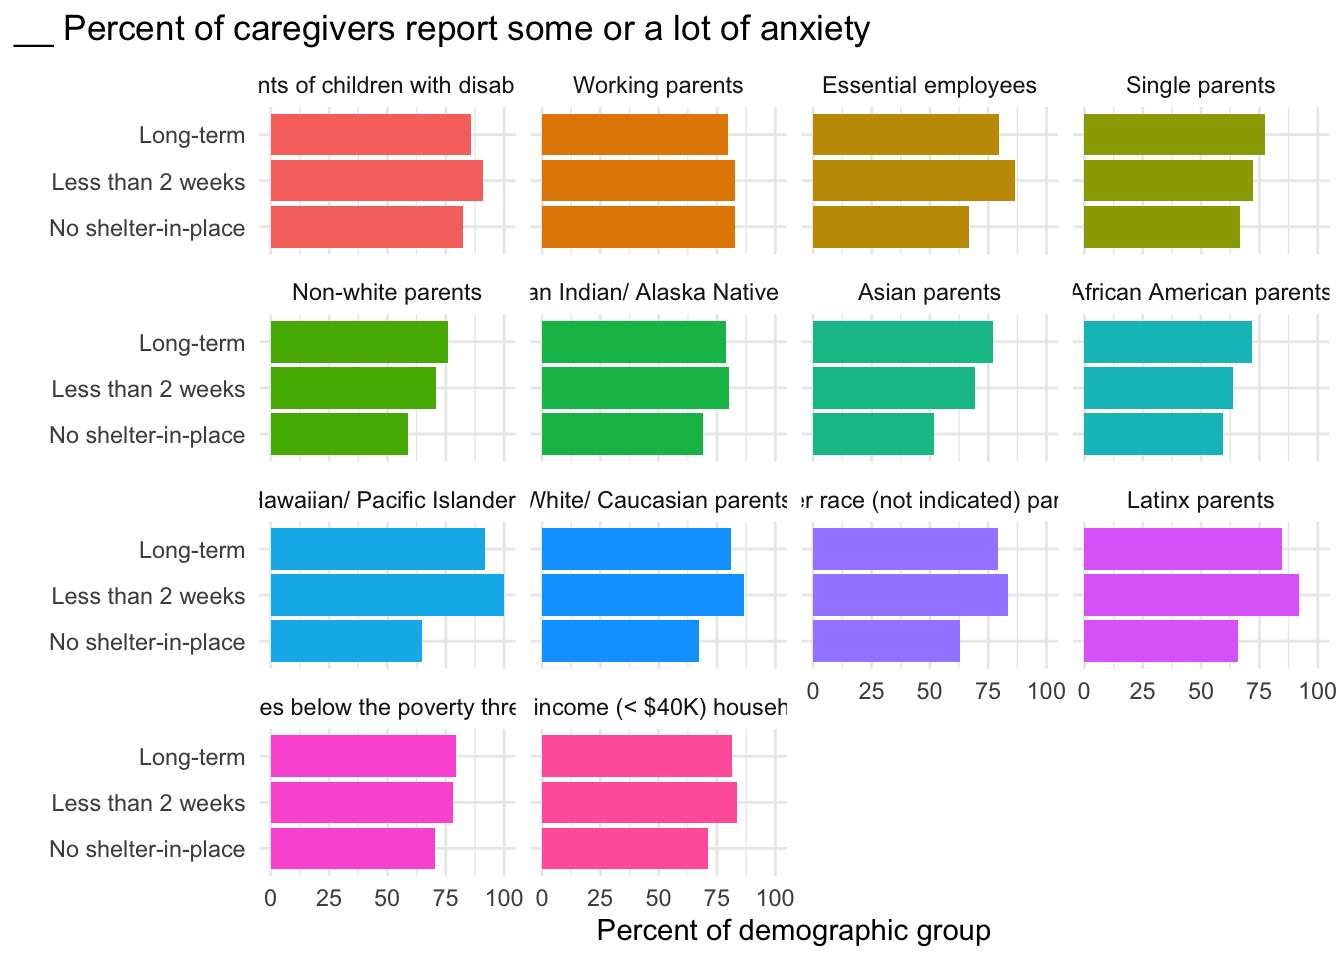 __ Percent of caregivers report some or a lot of anxiety
nts of children with disab
Working parents
Essential employees
Single parents
Long-term
Less than 2 weeks
No shelter-in-place
Non-white parents
an Indian/ Alaska Native
Asian parents
African American parents
Long-term
Less than 2 weeks
No shelter-in-place
Hawaiian/ Pacific Islander
White/ Caucasian parents
er race (not indicated) par
Latinx parents
Long-term
Less than 2 weeks
No shelter-in-place
0 25 50 75 100
0 25 50 75 100
es below the poverty thre
income (< $40K) househ
Long-term
Less than 2 weeks
No shelter-in-place
0 25 50 75 100
0 25 50 75 100
Percent of demographic group